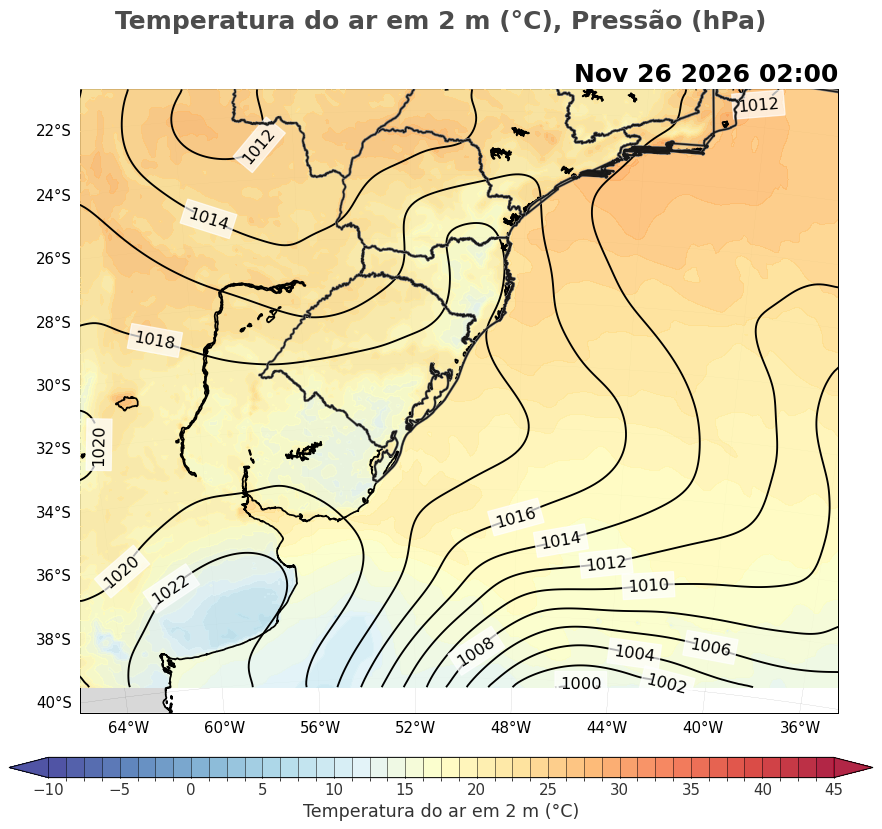 Temperatura do ar em 2 m (°C), Pressão (hPa)
Nov 26 2026 02:00
22°S
24°S
26°S
28°S
30°S
32°S
34°S
36°S
38°S
40°S
1012
1012
1014
1018
1020
1020
1022
1016
1014
1012
1010
1008
1006
1004
1002
1000
64°W 60°W 56°W 52°W 48°W 44°W 40°W 36°W
−10 −5 0 5 10 15 20 25 30 35 40 45
Temperatura do ar em 2 m (°C)